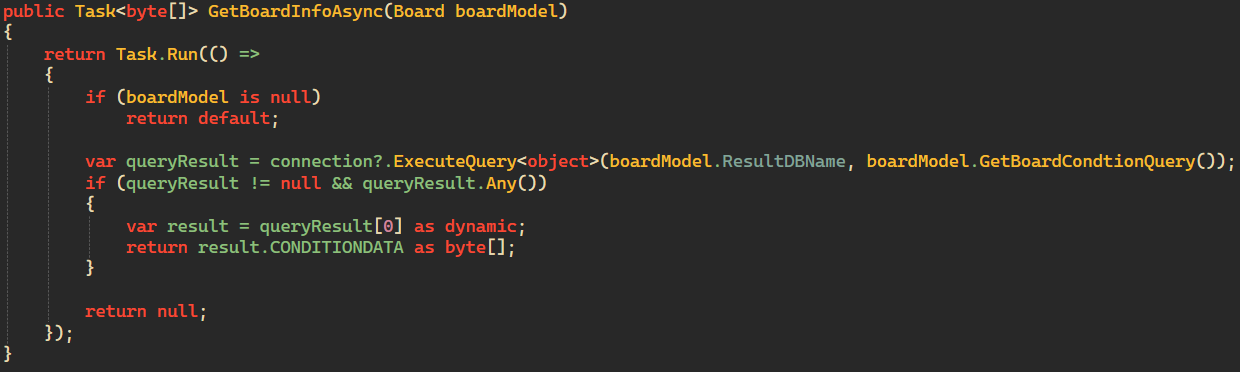 public Task<byte[]> GetBoardInfoAsync(Board boardModel)
{
    return Task.Run(() =>
    {
        if (boardModel is null)
            return default;

        var queryResult = connection?.ExecuteQuery<object>(boardModel.ResultDBName, boardModel.GetBoardCondtionQuery());
        if (queryResult != null && queryResult.Any())
        {
            var result = queryResult[0] as dynamic;
            return result.CONDITIONDATA as byte[];
        }

        return null;
    });
}